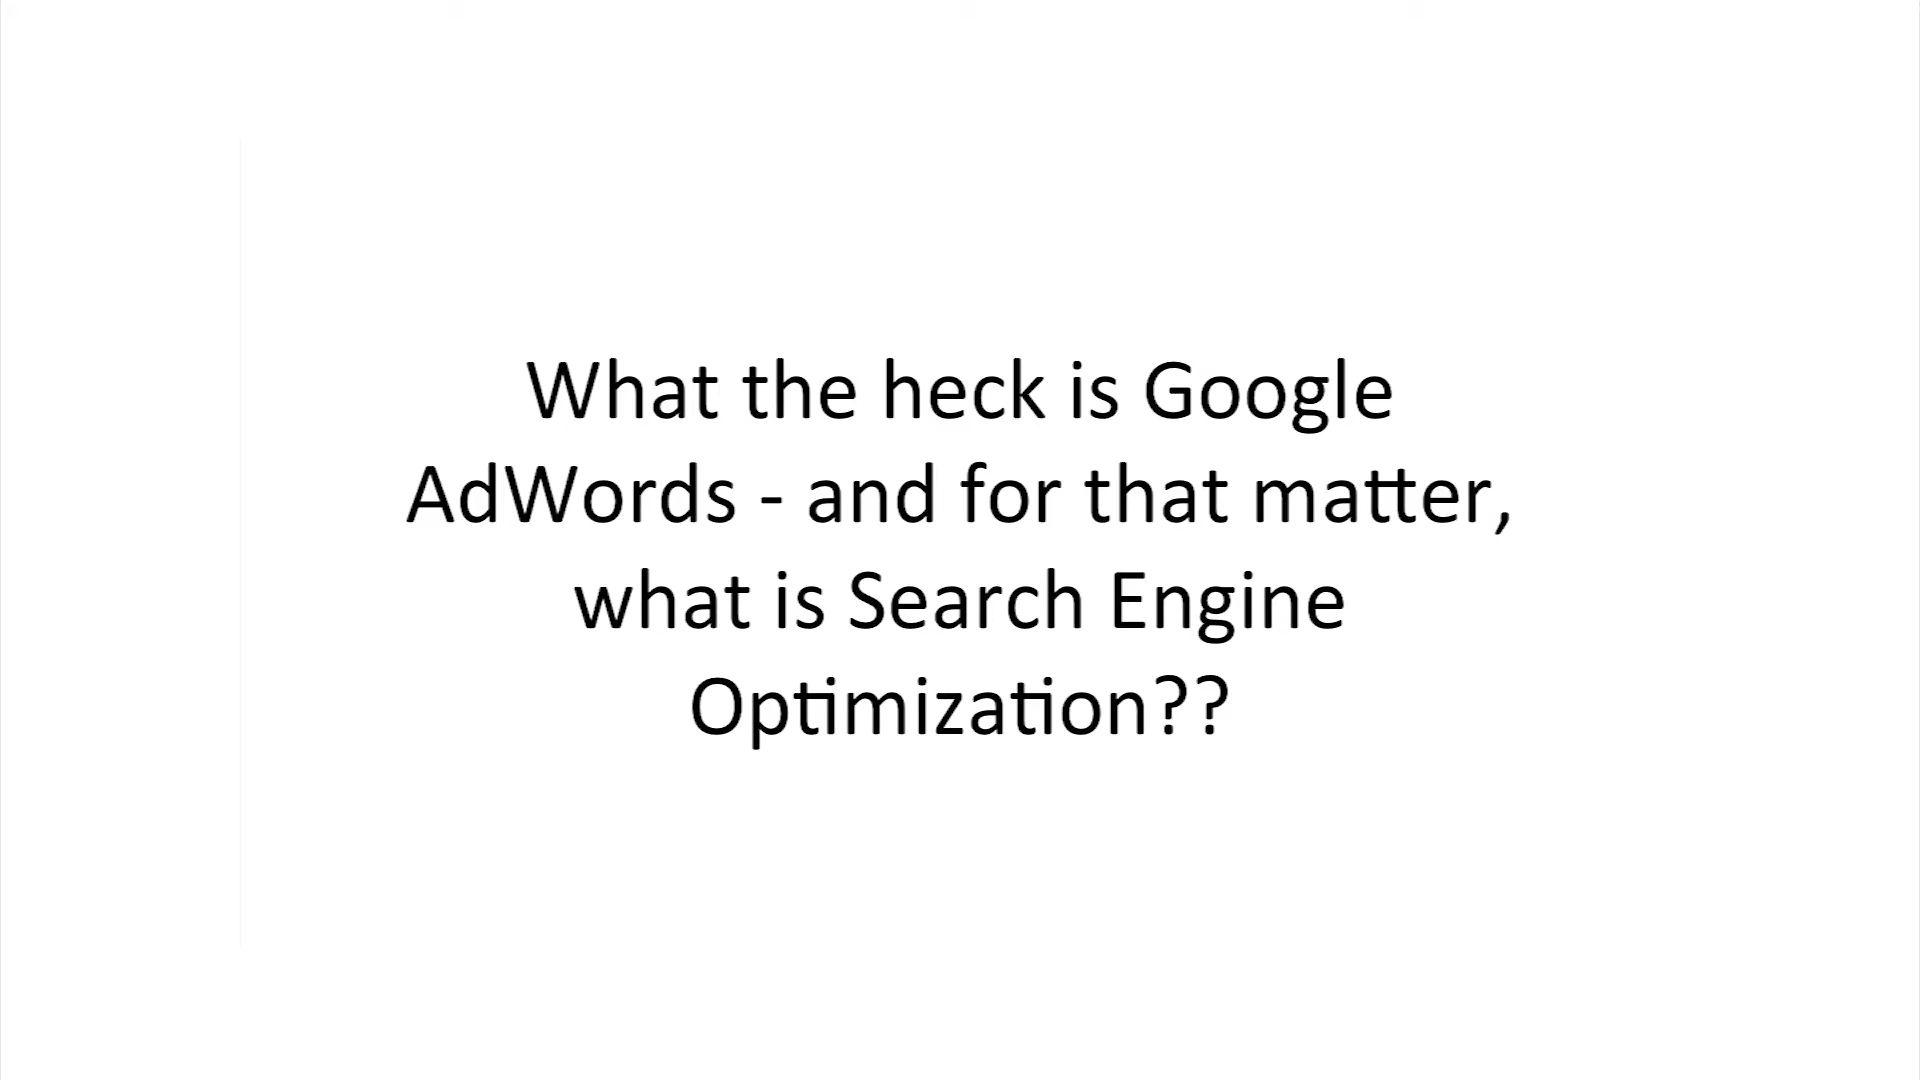 What the heck is Google
AdWords - and for that matter,
what is Search Engine
Optimization??